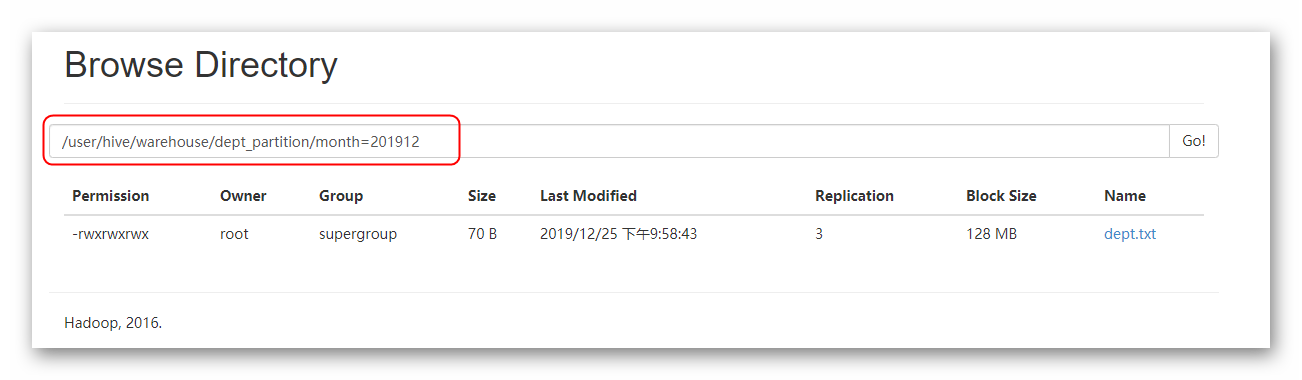 Browse Directory
/user/hive/warehouse/dept_partition/month=201912 Go!
Permission Owner Group Size Last Modified Replication Block Size Name
-rwxrwxrwx root supergroup 70 B 2019/12/25 下午9:58:43 3 128 MB dept.txt
Hadoop, 2016.